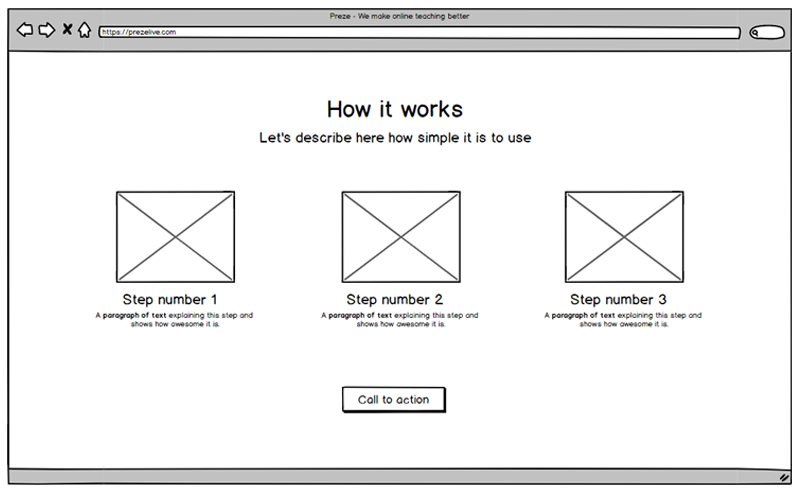 Preze - We make online teaching better
https://prezelive.com
How it works
Let's describe here how simple it is to use
Step number 1
A paragraph of text explaining this step and
shows how awesome it is.
Step number 2
A paragraph of text explaining this step and
shows how awesome it is.
Step number 3
A paragraph of text explaining this step and
shows how awesome it is.
Call to action